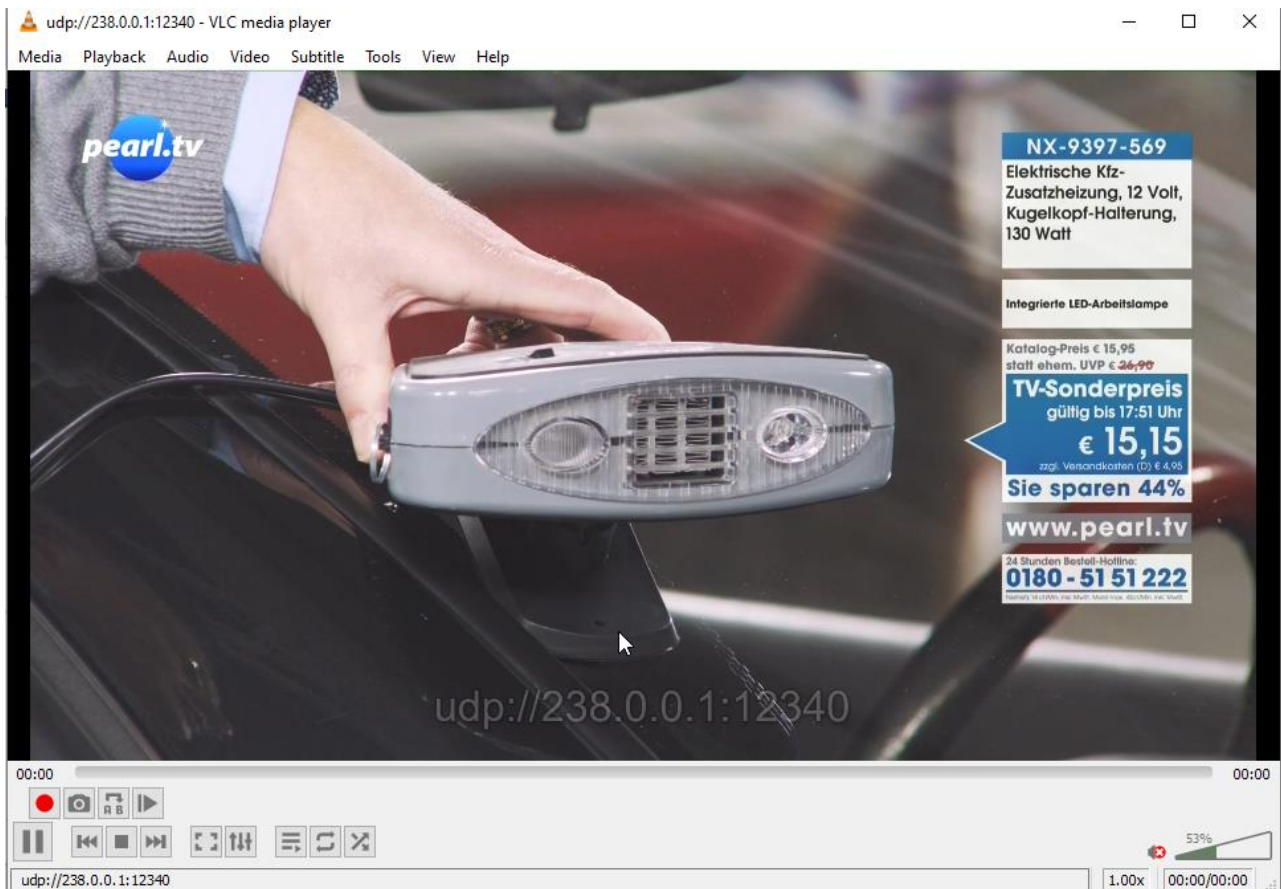 udp://238.0.0.1:12340 - VLC media player
Media Playback Audio Video Subtitle Tools View Help
pearl.tv
NX-9397-569
Elektrische Kfz-
Zusatzheizung, 12 Volt,
Kugelkopf-Halterung,
130 Watt
Integrierte LED-Arbeitslampe
Katalog-Preis € 15,95
statt ehem. UVP € 26,90
TV-Sonderpreis
gültig bis 17:51 Uhr
€ 15,15
zzgl. Versandkosten (D) € 4,95
Sie sparen 44%
www.pearl.tv
24 Stunden Bestell-Hotline:
0180 - 51 51 222
udp://238.0.0.1:12340
00:00 00:00
A B
53%
udp://238.0.0.1:12340 1.00x 00:00/00:00